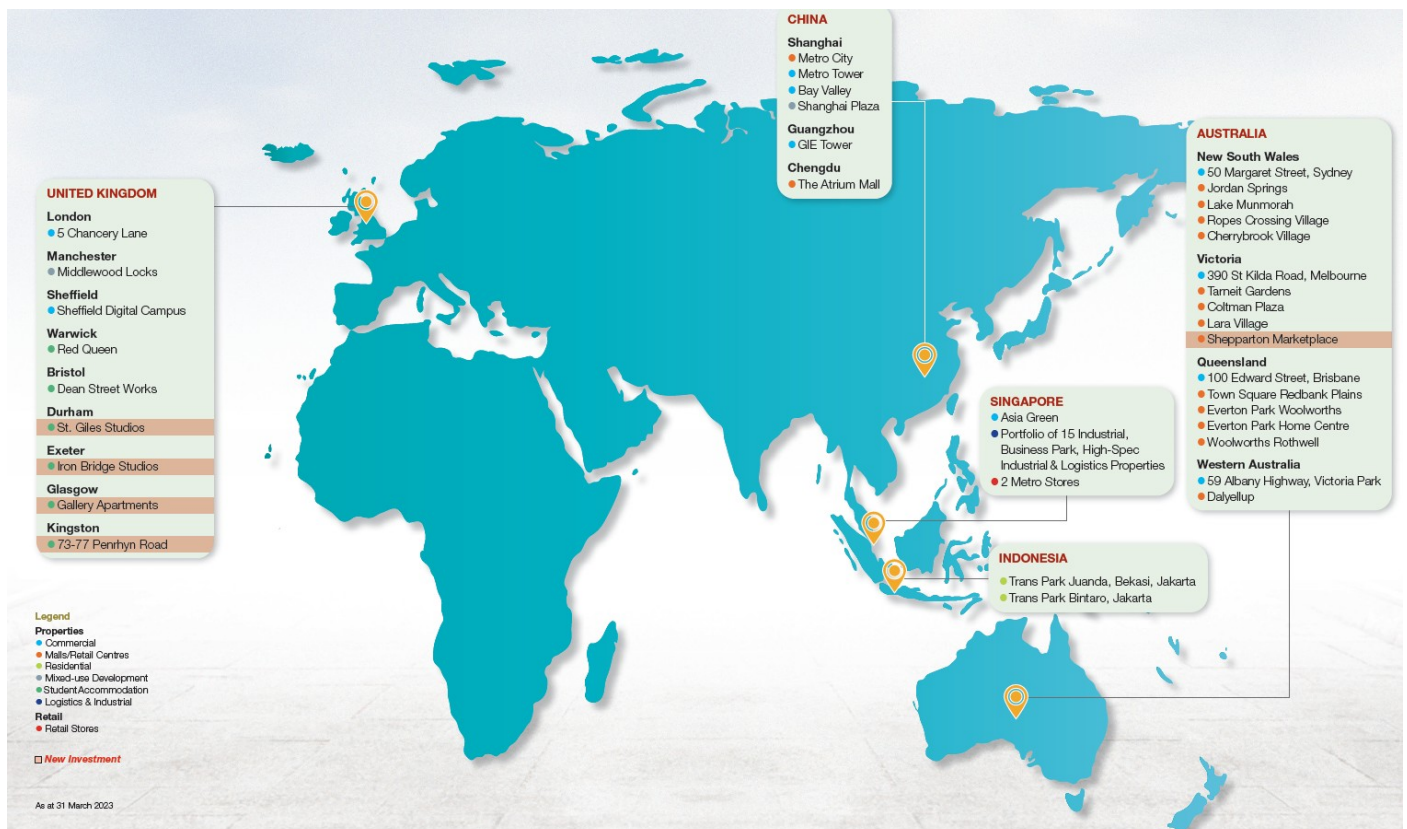 UNITED KINGDOM
London
5 Chancery Lane
Manchester
Middlewood Locks
Sheffield
Sheffield Digital Campus
Warwick
Red Queen
Bristol
Dean Street Works
Durham
St. Giles Studios
Exeter
Iron Bridge Studios
Glasgow
Gallery Apartments
Kingston
73-77 Penrhyn Road
CHINA
Shanghai
Metro City
Metro Tower
Bay Valley
Shanghai Plaza
Guangzhou
GIE Tower
Chengdu
The Atrium Mall
AUSTRALIA
New South Wales
50 Margaret Street, Sydney
Jordan Springs
Lake Munmorah
Ropes Crossing Village
Cherrybrook Village
Victoria
390 St Kilda Road, Melbourne
Tarneit Gardens
Coltman Plaza
Lara Village
Shepparton Marketplace
Queensland
100 Edward Street, Brisbane
Town Square Redbank Plains
Everton Park Woolworths
Everton Park Home Centre
Woolworths Rothwell
Western Australia
59 Albany Highway, Victoria Park
Dalyellup
SINGAPORE
Asia Green
Portfolio of 15 Industrial,
Business Park, High-Spec
Industrial & Logistics Properties
2 Metro Stores
INDONESIA
Trans Park Juanda, Bekasi, Jakarta
Trans Park Bintaro, Jakarta
Legend
Properties
Commercial
Malls/Retail Centres
Residential
Mixed-use Development
Student Accommodation
Logistics & Industrial
Retail
Retail Stores
New Investment
As at 31 March 2023